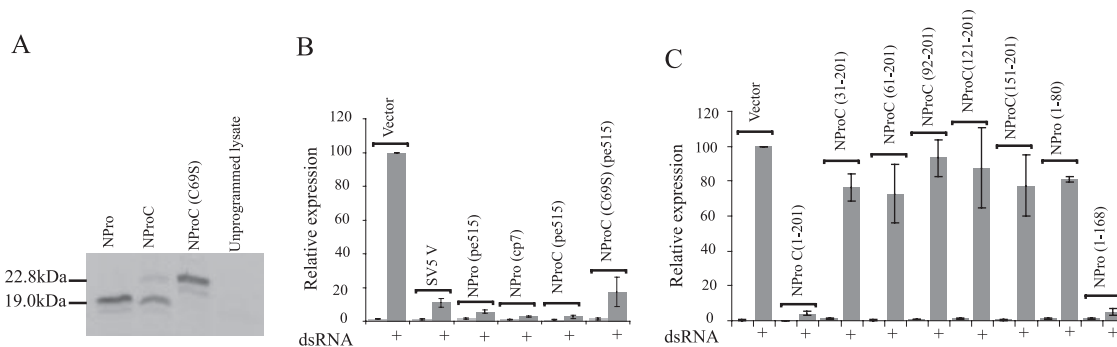 A
NPro
NProC
NProC (C69S)
Unprogrammed lysate
22.8kDa
19.0kDa
B
Relative expression
120
100
80
60
40
20
0
Vector
SV5 V
NPro (pe515)
NPro (cp7)
NProC (pe515)
NProC (C69S) (pe515)
dsRNA + + + + + +
C
Relative expression
120
100
80
60
40
20
0
Vector
NPro C(1-201)
NProC (31-201)
NProC (61-201)
NProC (92-201)
NProC(121-201)
NProC(151-201)
NPro (1-80)
NPro (1-168)
dsRNA + + + + + + + + +